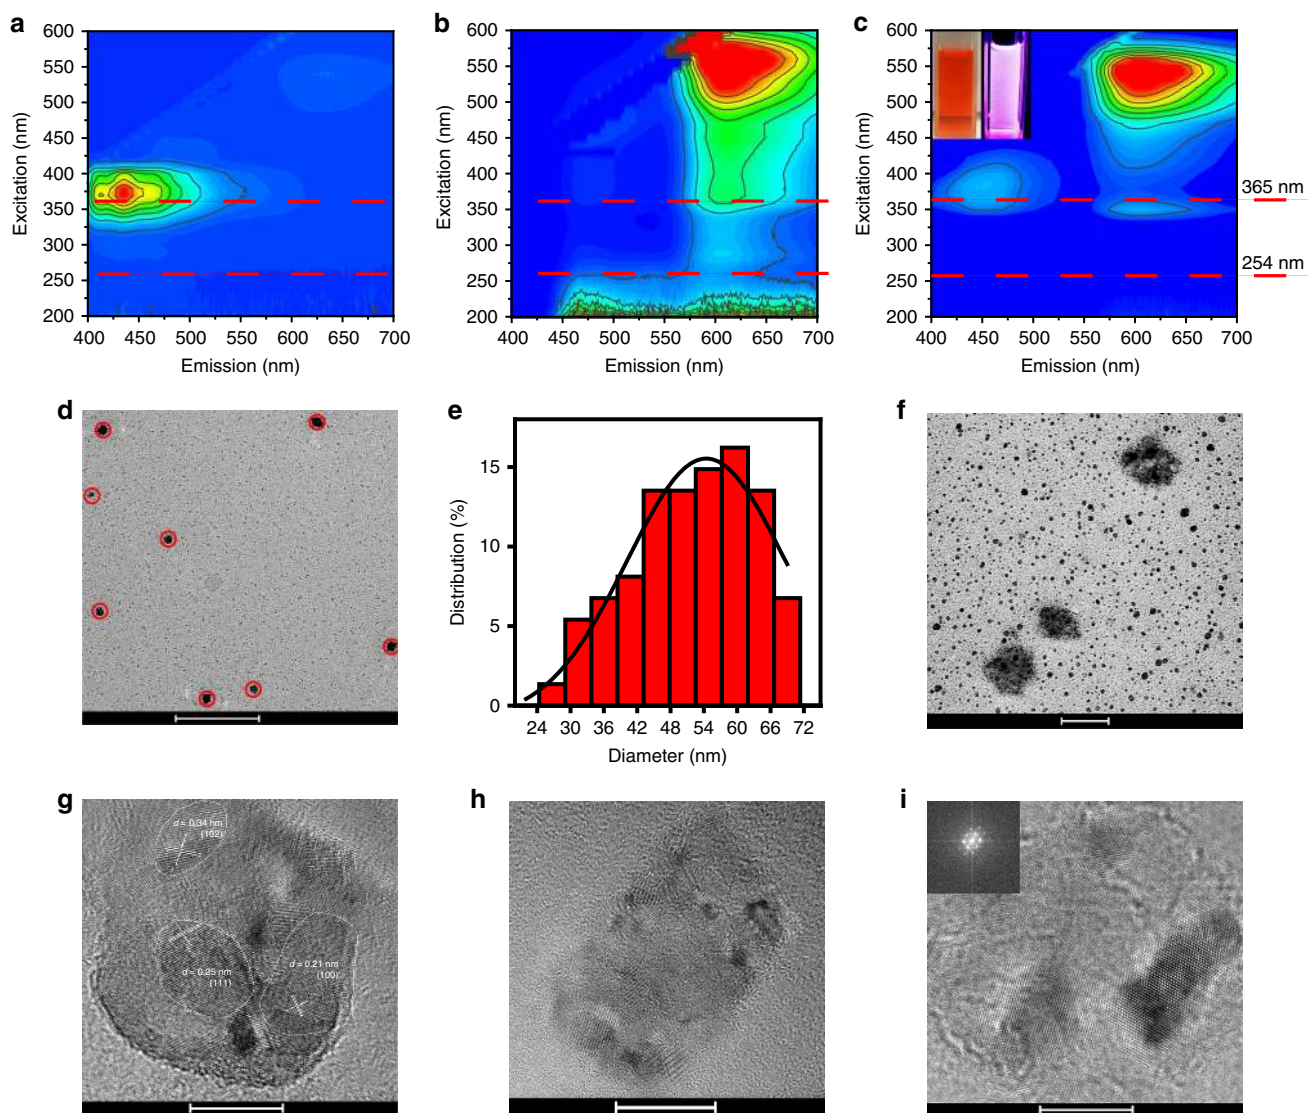 a
600
550
500
450
400
350
300
250
200
Excitation (nm)
400 450 500 550 600 650 700
Emission (nm)
b
600
550
500
450
400
350
300
250
200
Excitation (nm)
400 450 500 550 600 650 700
Emission (nm)
c
600
550
500
450
400
350
300
250
200
Excitation (nm)
400 450 500 550 600 650 700
Emission (nm)
365 nm
254 nm
d
e
15
10
5
0
Distribution (%)
24 30 36 42 48 54 60 66 72
Diameter (nm)
f
g
d = 0.34 nm
(102)
d = 0.25 nm
(111)
d = 0.21 nm
(100)
h
i